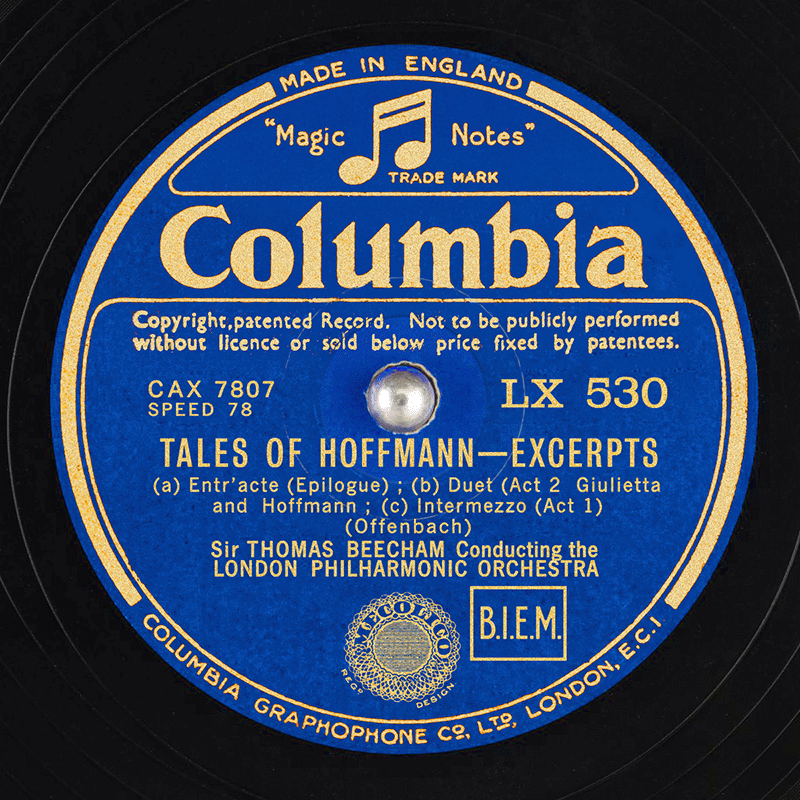 MADE IN ENGLAND
"Magic Notes"
TRADE MARK
Columbia
Copyright, patented Record. Not to be publicly performed
without licence or sold below price fixed by patentees.
CAX 7807
LX 530
SPEED 78
TALES OF HOFFMANN—EXCERPTS
(a) Entr'acte (Epilogue) ; (b) Duet (Act 2 Giulietta
and Hoffmann ; (c) Intermezzo (Act 1)
(Offenbach)
Sir THOMAS BEECHAM Conducting the
LONDON PHILHARMONIC ORCHESTRA
MECOLICO
REGD DESIGN
B.I.E.M.
COLUMBIA GRAPHOPHONE CO, LTD, LONDON, E.C.1